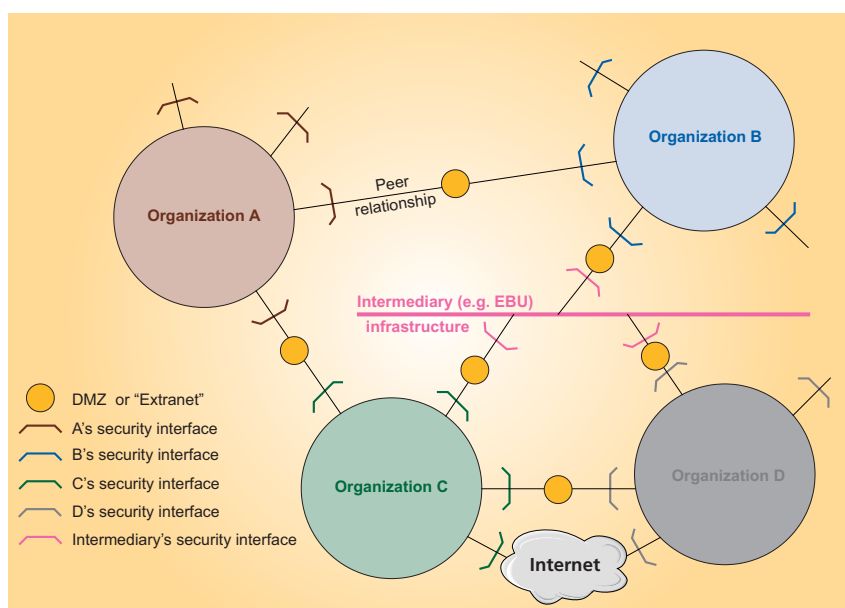 Organization B
Organization A
Peer
relationship
Intermediary (e.g. EBU)
infrastructure
DMZ or “Extranet”
A's security interface
B's security interface
C's security interface
D's security interface
Intermediary's security interface
Organization C
Organization D
Internet